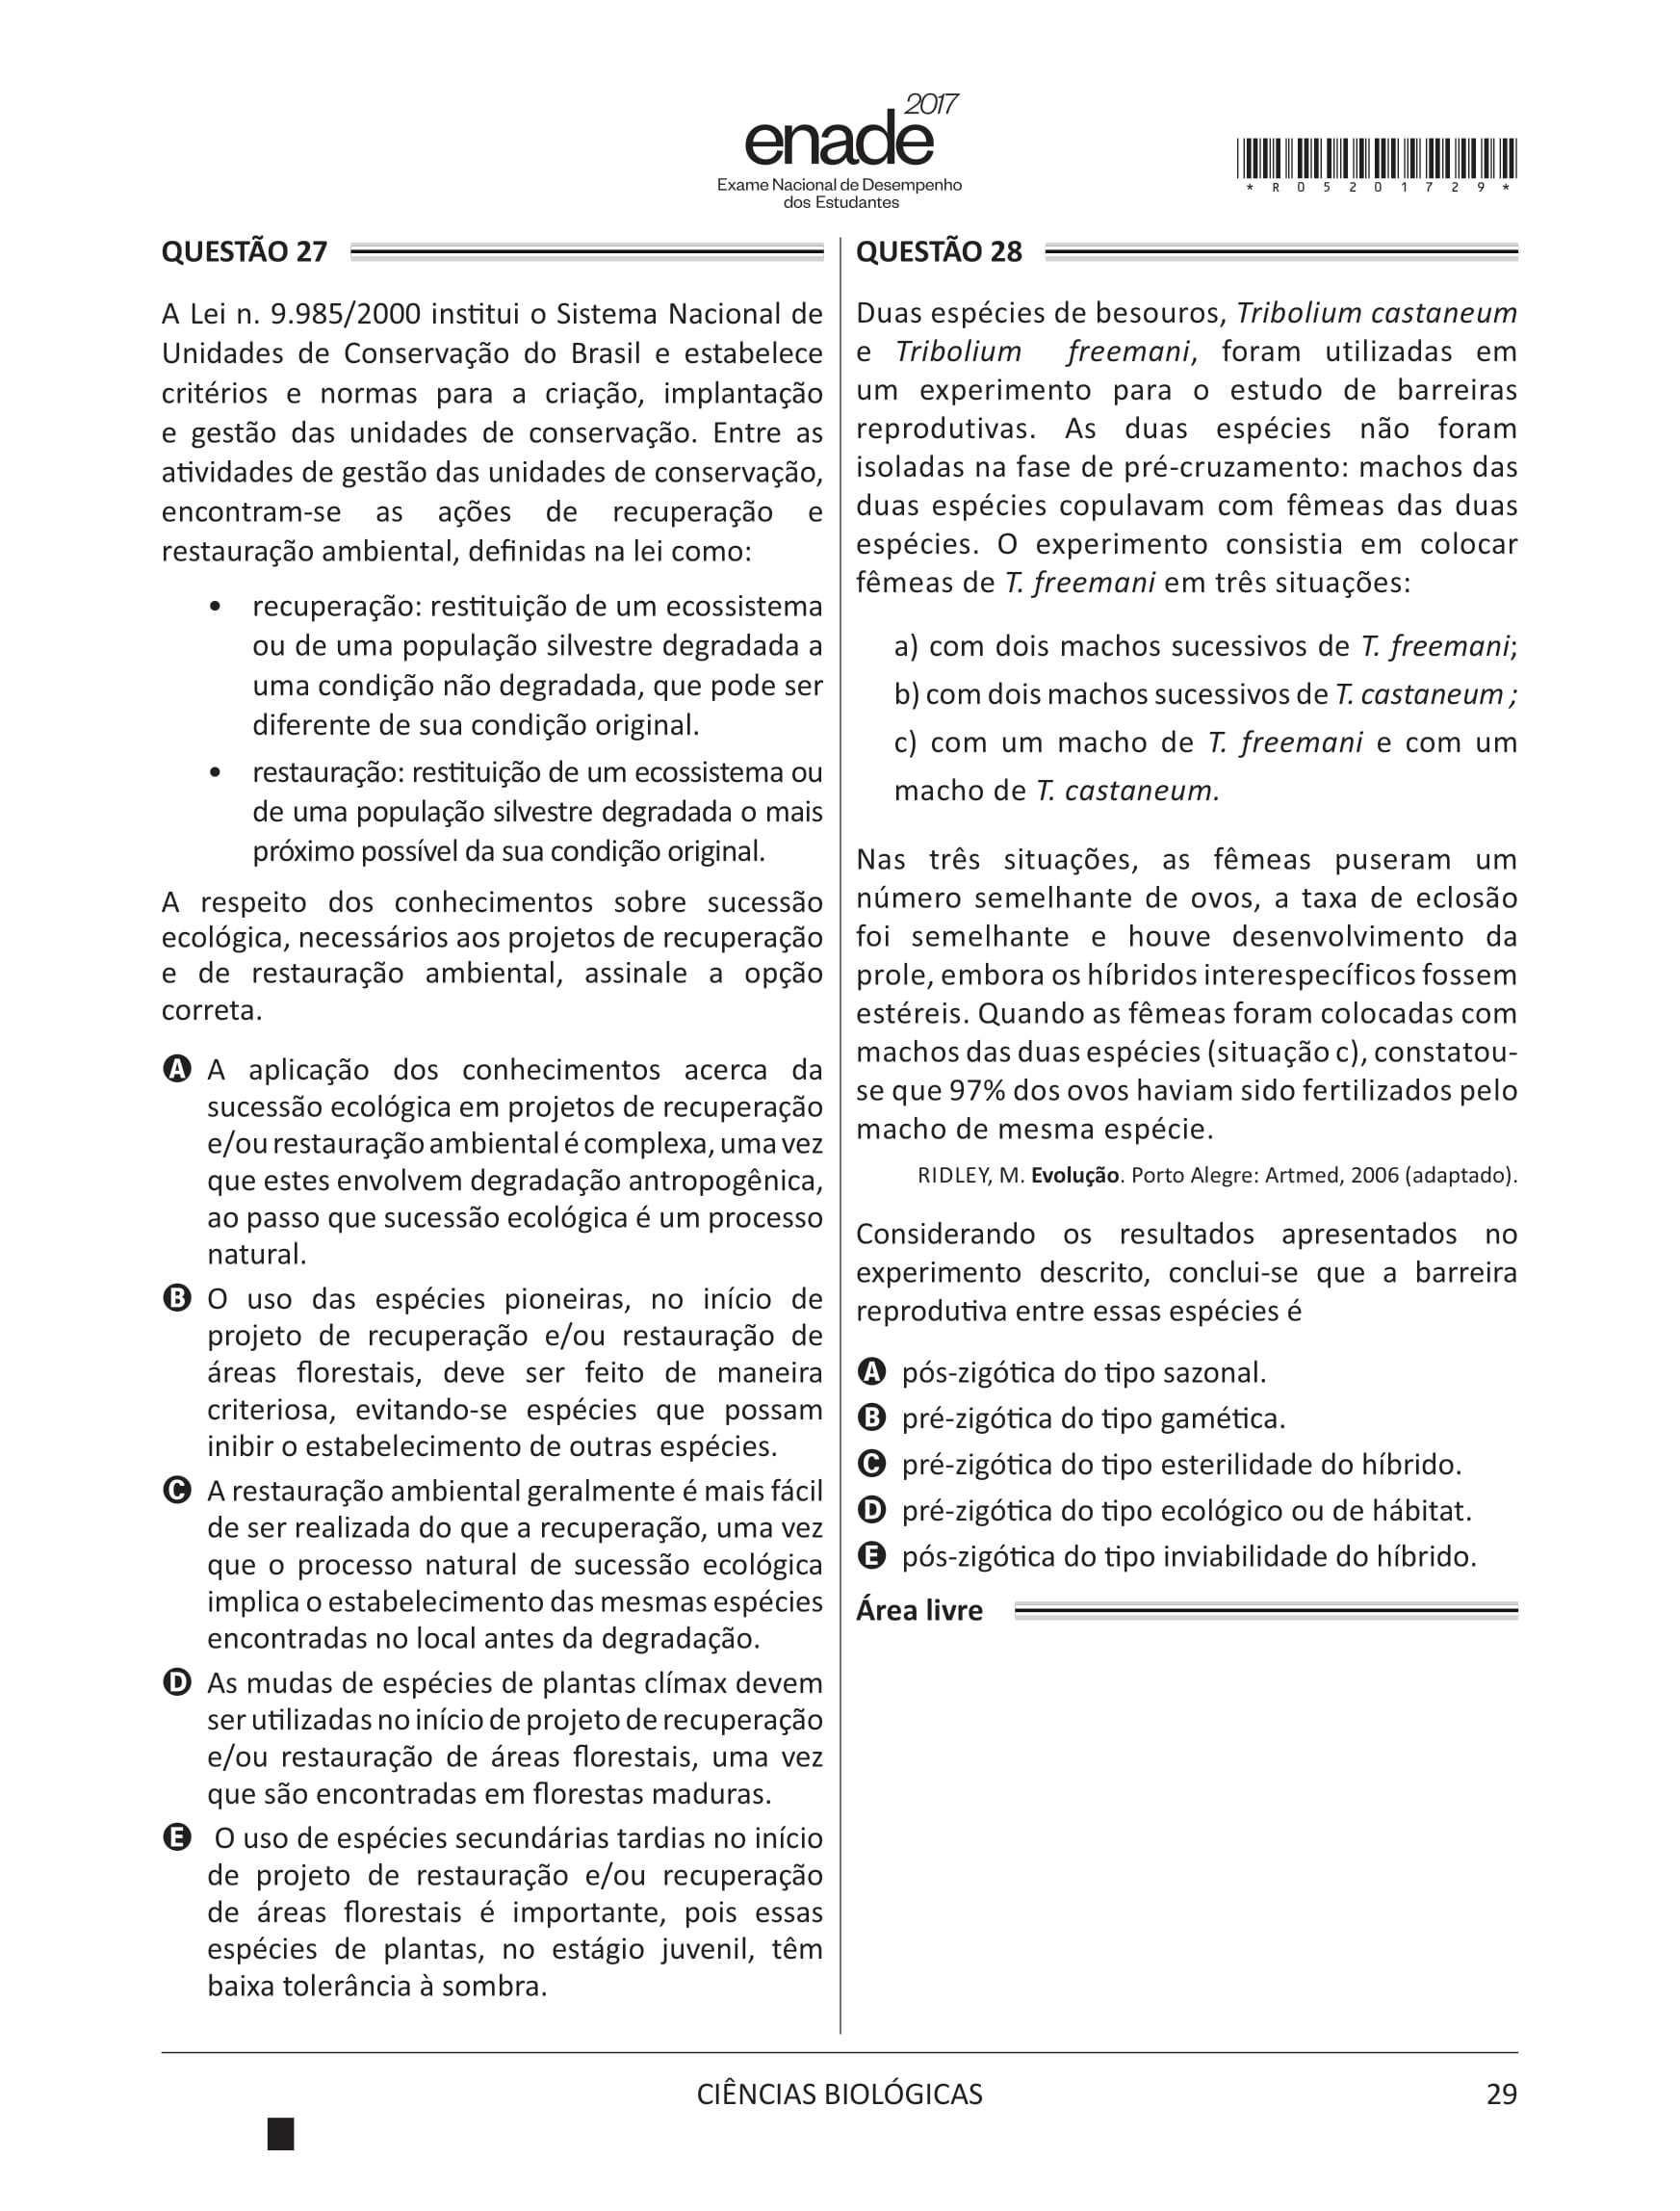 2017
enade
Exame Nacional de Desempenho
dos Estudantes
*R05201729*
QUESTÃO 27
A Lei n. 9.985/2000 institui o Sistema Nacional de
Unidades de Conservação do Brasil e estabelece
critérios e normas para a criação, implantação
e gestão das unidades de conservação. Entre as
atividades de gestão das unidades de conservação,
encontram-se as ações de recuperação e
restauração ambiental, definidas na lei como:
• recuperação: restituição de um ecossistema
ou de uma população silvestre degradada a
uma condição não degradada, que pode ser
diferente de sua condição original.
• restauração: restituição de um ecossistema ou
de uma população silvestre degradada o mais
próximo possível da sua condição original.
A respeito dos conhecimentos sobre sucessão
ecológica, necessários aos projetos de recuperação
e de restauração ambiental, assinale a opção
correta.
A A aplicação dos conhecimentos acerca da
sucessão ecológica em projetos de recuperação
e/ou restauração ambiental é complexa, uma vez
que estes envolvem degradação antropogênica,
ao passo que sucessão ecológica é um processo
natural.
B O uso das espécies pioneiras, no início de
projeto de recuperação e/ou restauração de
áreas florestais, deve ser feito de maneira
criteriosa, evitando-se espécies que possam
inibir o estabelecimento de outras espécies.
C A restauração ambiental geralmente é mais fácil
de ser realizada do que a recuperação, uma vez
que o processo natural de sucessão ecológica
implica o estabelecimento das mesmas espécies
encontradas no local antes da degradação.
D As mudas de espécies de plantas clímax devem
ser utilizadas no início de projeto de recuperação
e/ou restauração de áreas florestais, uma vez
que são encontradas em florestas maduras.
E O uso de espécies secundárias tardias no início
de projeto de restauração e/ou recuperação
de áreas florestais é importante, pois essas
espécies de plantas, no estágio juvenil, têm
baixa tolerância à sombra.
QUESTÃO 28
Duas espécies de besouros, Tribolium castaneum
e Tribolium freemani, foram utilizadas em
um experimento para o estudo de barreiras
reprodutivas. As duas espécies não foram
isoladas na fase de pré-cruzamento: machos das
duas espécies copulavam com fêmeas das duas
espécies. O experimento consistia em colocar
fêmeas de T. freemani em três situações:
a) com dois machos sucessivos de T. freemani;
b) com dois machos sucessivos de T. castaneum ;
c) com um macho de T. freemani e com um
macho de T. castaneum.
Nas três situações, as fêmeas puseram um
número semelhante de ovos, a taxa de eclosão
foi semelhante e houve desenvolvimento da
prole, embora os híbridos interespecíficos fossem
estéreis. Quando as fêmeas foram colocadas com
machos das duas espécies (situação c), constatou-
se que 97% dos ovos haviam sido fertilizados pelo
macho de mesma espécie.
RIDLEY, M. Evolução. Porto Alegre: Artmed, 2006 (adaptado).
Considerando os resultados apresentados no
experimento descrito, conclui-se que a barreira
reprodutiva entre essas espécies é
A pós-zigótica do tipo sazonal.
B pré-zigótica do tipo gamética.
C pré-zigótica do tipo esterilidade do híbrido.
D pré-zigótica do tipo ecológico ou de hábitat.
E pós-zigótica do tipo inviabilidade do híbrido.
Área livre
CIÊNCIAS BIOLÓGICAS
29